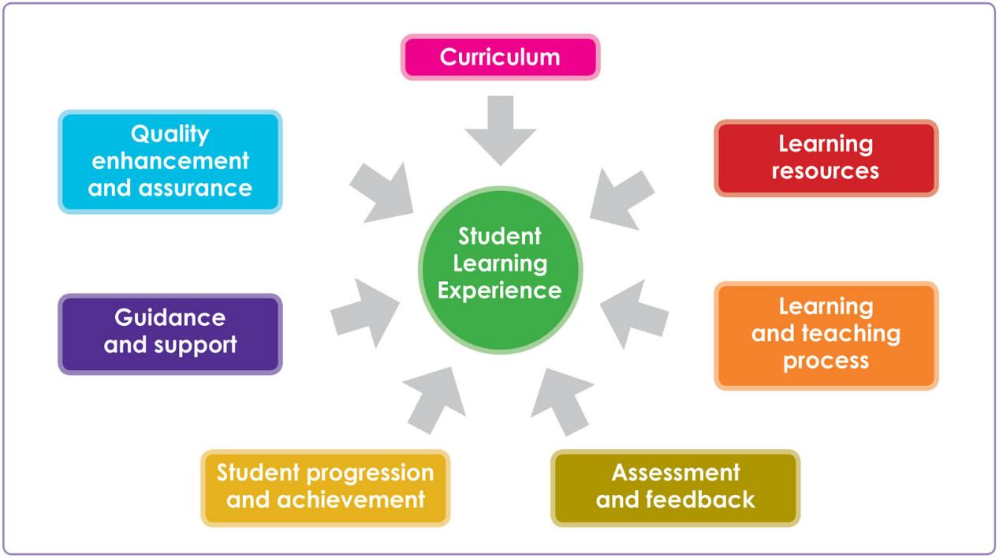 Curriculum
Quality
enhancement
and assurance
Learning
resources
Student
Learning
Experience
Guidance
and support
Learning
and teaching
process
Student progression
and achievement
Assessment
and feedback